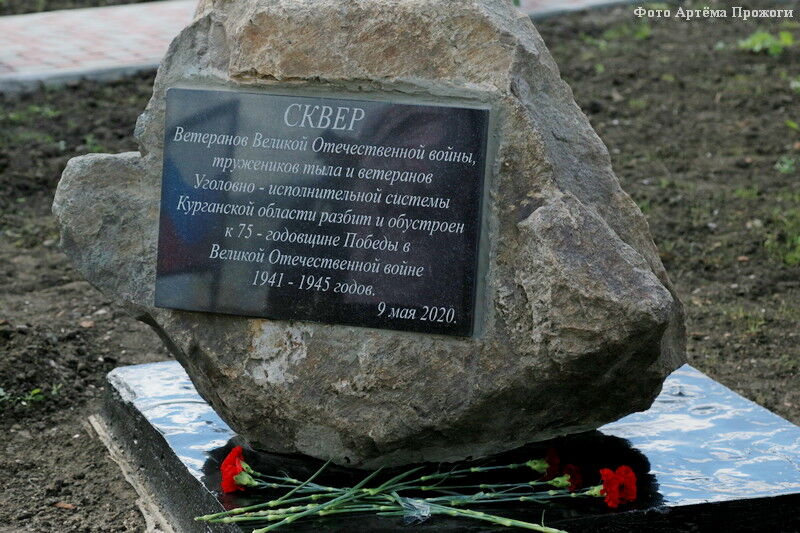 Фото Артёма Прожоги
СКВЕР
Ветеранов Великой Отечественной войны,
тружеников тыла и ветеранов
Уголовно - исполнительной системы
Курганской области разбит и обустроен
к 75 - годовщине Победы в
Великой Отечественной войне
1941 - 1945 годов.
9 мая 2020.